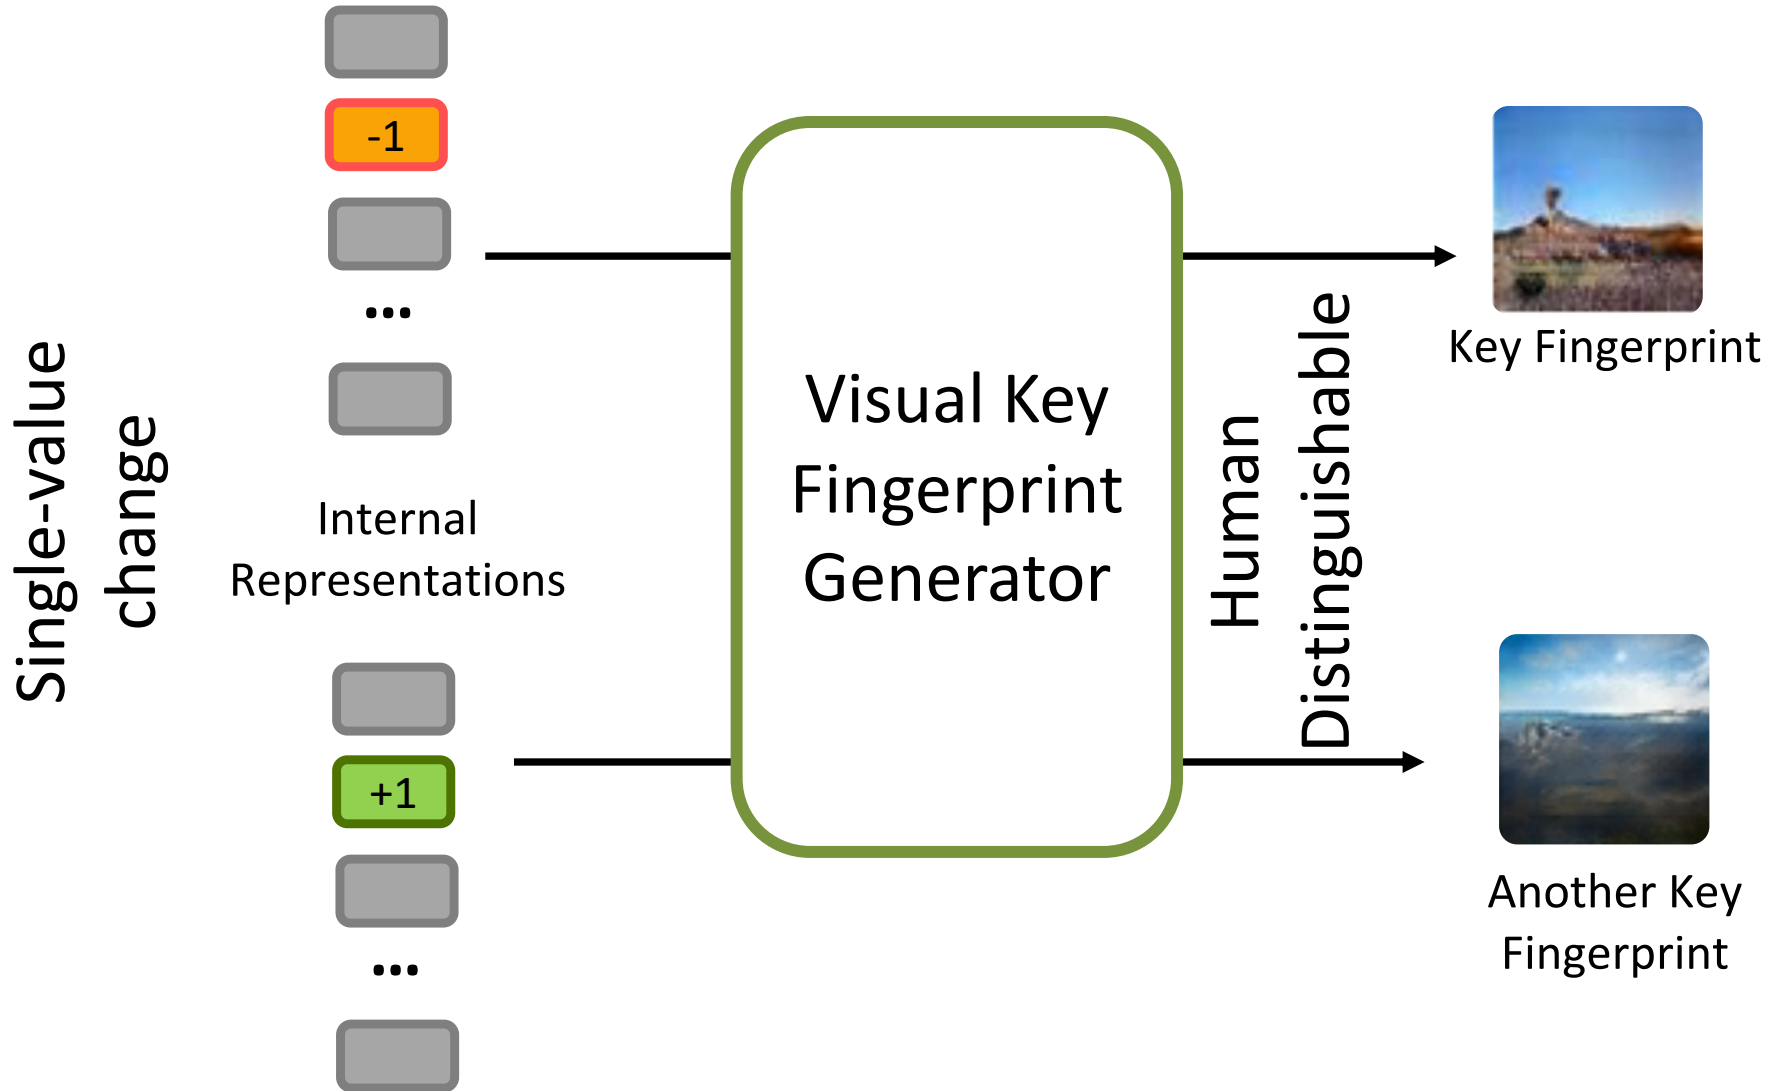 Single-value
change
-1
...
Internal
Representations
+1
...
Visual Key
Fingerprint
Generator
Human
Distinguishable
Key Fingerprint
Another Key
Fingerprint